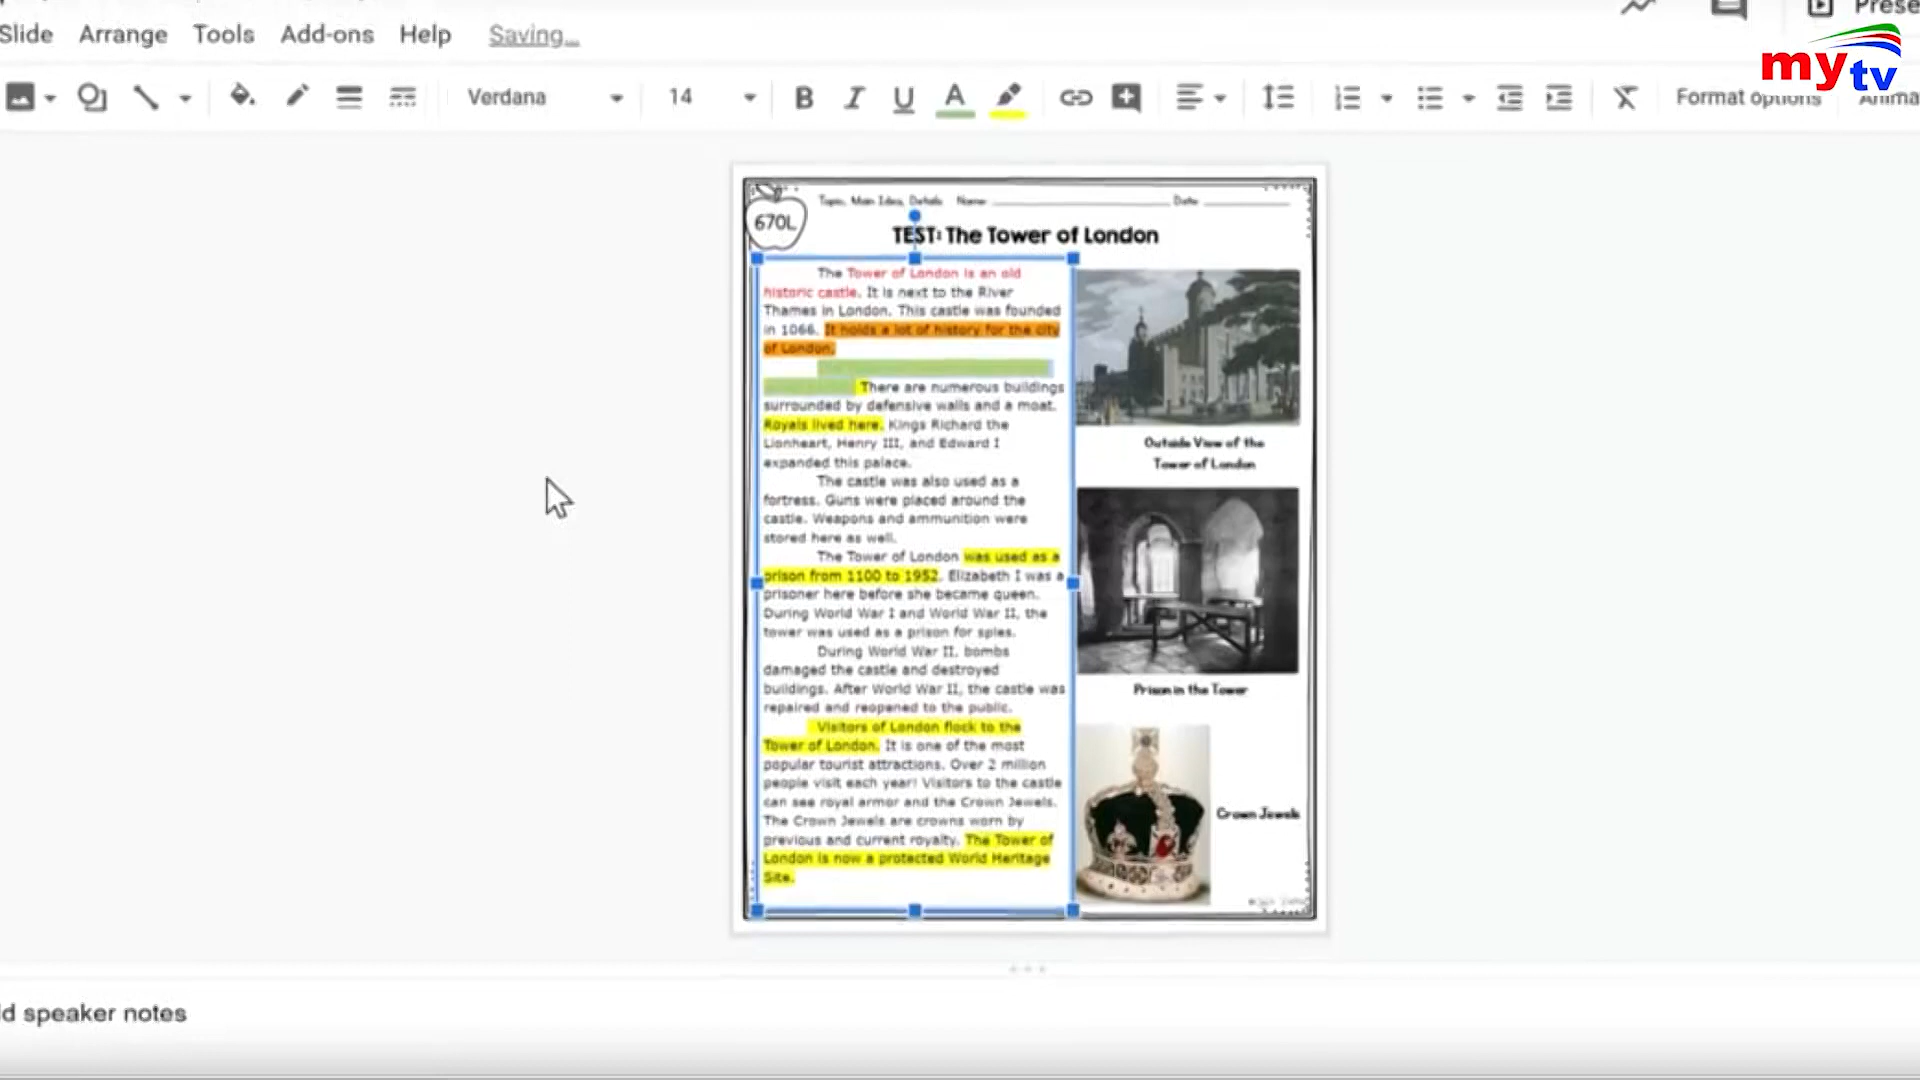 Prese
my
tv
Slide Arrange Tools Add-ons Help Saving...
Verdana 14 B I U A Format options Anima
Topic, Main Idea, Details Name Date
670L
TEST: The Tower of London
The Tower of London is an old
historic castle. It is next to the River
Thames in London. This castle was founded
in 1066. It holds a lot of history for the city
of London.
There are numerous buildings
surrounded by defensive walls and a moat.
Royals lived here. Kings Richard the
Lionheart, Henry III, and Edward I
expanded this palace.
The castle was also used as a
fortress. Guns were placed around the
castle. Weapons and ammunition were
stored here as well.
The Tower of London was used as a
prison from 1100 to 1952. Elizabeth I was a
prisoner here before she became queen.
During World War I and World War II, the
tower was used as a prison for spies.
During World War II, bombs
damaged the castle and destroyed
buildings. After World War II, the castle was
repaired and reopened to the public.
Visitors of London flock to the
Tower of London. It is one of the most
popular tourist attractions. Over 2 million
people visit each year! Visitors to the castle
can see royal armor and the Crown Jewels.
The Crown Jewels are crowns worn by
previous and current royalty. The Tower of
London is now a protected World Heritage
Site.
Outside View of the
Tower of London
Prison in the Tower
Crown Jewels
d speaker notes